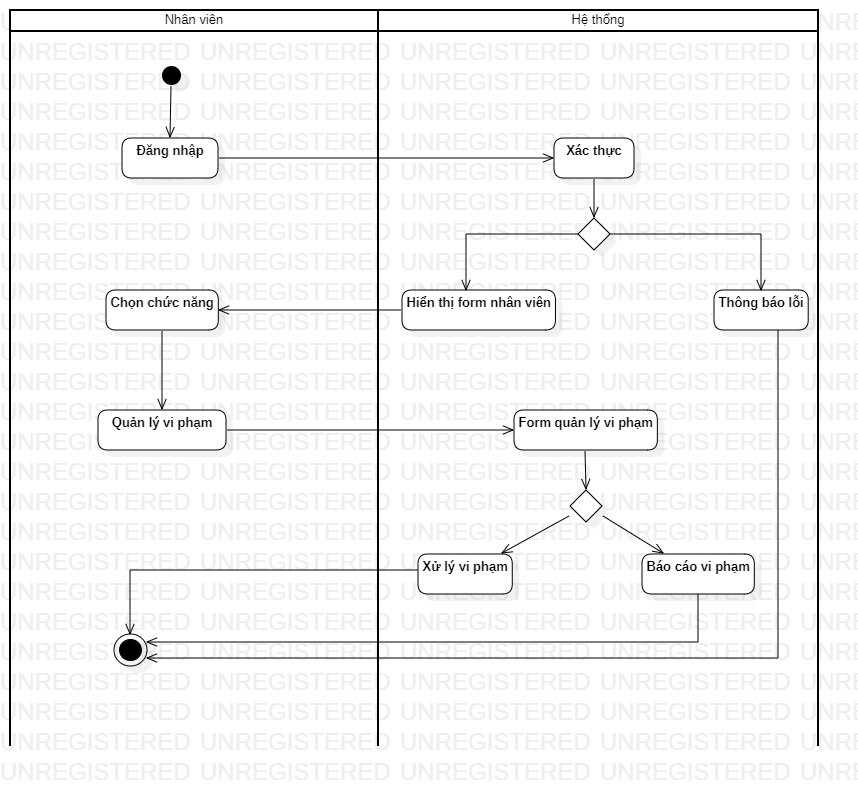 Nhân viên
Hệ thống
Đăng nhập
Xác thực
Chọn chức năng
Hiển thị form nhân viên
Thông báo lỗi
Quản lý vi phạm
Form quản lý vi phạm
Xử lý vi phạm
Báo cáo vi phạm
UNREGISTERED UNREGISTERED UNREGISTERED UNREGISTERED